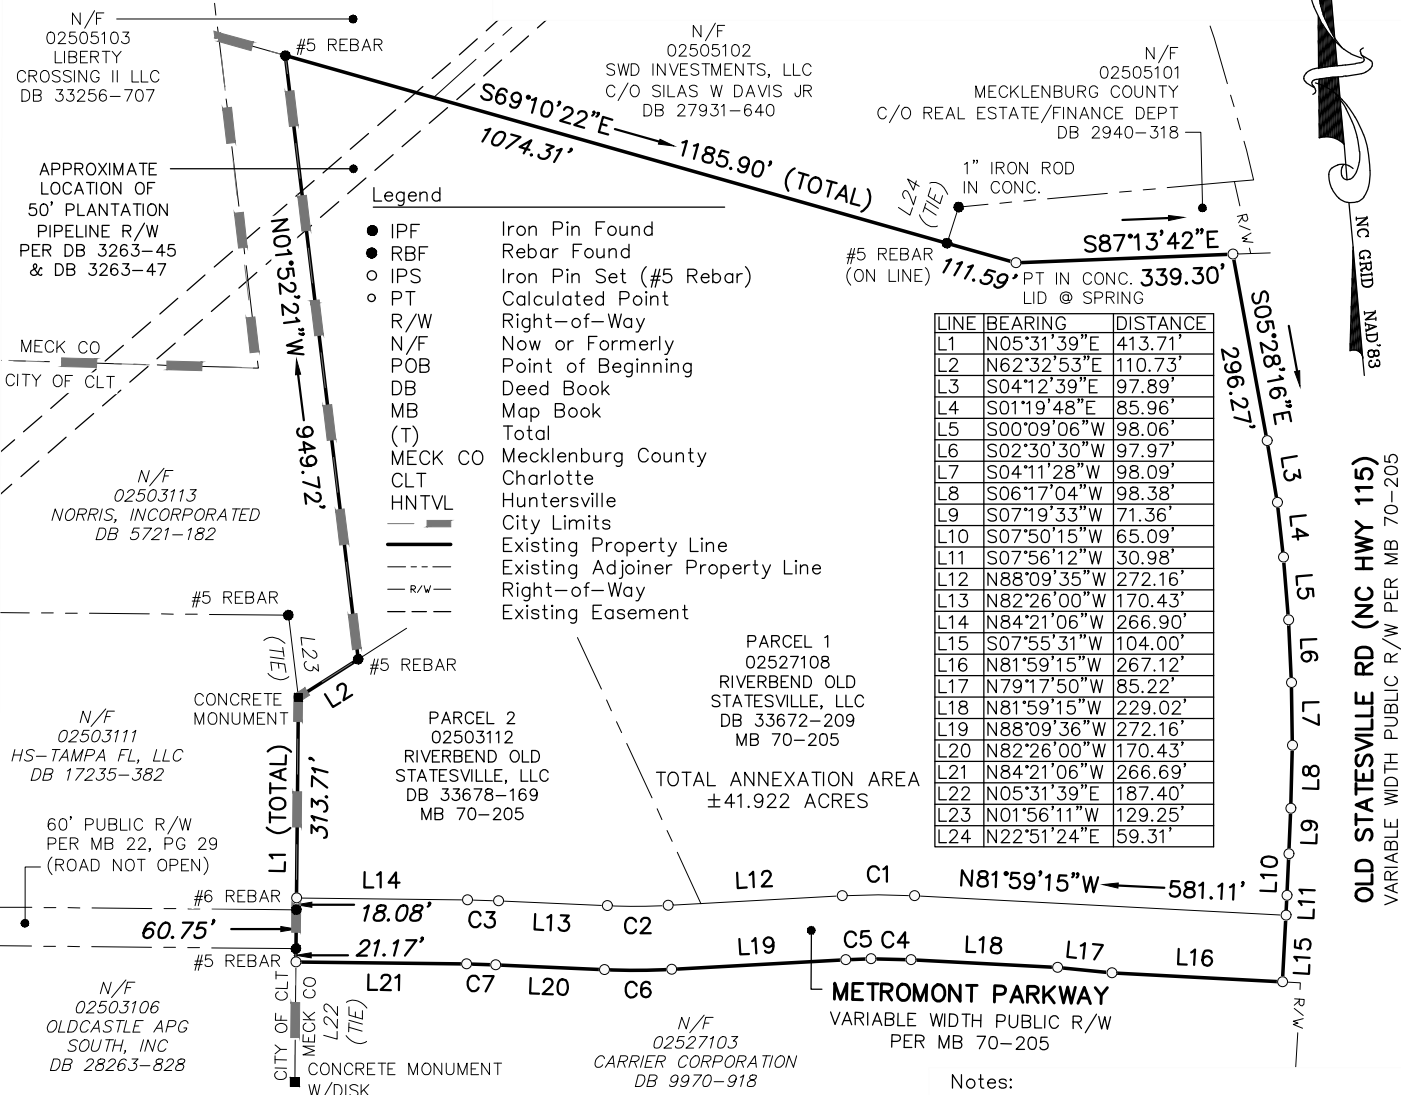 N/F
02505103
LIBERTY
CROSSING II LLC
DB 33256-707
#5 REBAR
N/F
02505102
SWD INVESTMENTS, LLC
C/O SILAS W DAVIS JR
DB 27931-640
N/F
02505101
MECKLENBURG COUNTY
C/O REAL ESTATE/FINANCE DEPT
DB 2940-318
S69°10'22"E
1074.31'
1185.90' (TOTAL)
APPROXIMATE
LOCATION OF
50' PLANTATION
PIPELINE R/W
PER DB 3263-45
& DB 3263-47
1" IRON ROD
IN CONC.
L24
(TIE)
#5 REBAR
(ON LINE)
111.59'
S87°13'42"E
PT IN CONC.
LID @ SPRING
339.30'
R/W
NC GRID NAD'83
N01°52'21"W
949.72'
MECK CO
CITY OF CLT
Legend
IPF Iron Pin Found
RBF Rebar Found
IPS Iron Pin Set (#5 Rebar)
PT Calculated Point
R/W Right-of-Way
N/F Now or Formerly
POB Point of Beginning
DB Deed Book
MB Map Book
(T) Total
MECK CO Mecklenburg County
CLT Charlotte
HNTVL Huntersville
City Limits
Existing Property Line
Existing Adjoiner Property Line
R/W Right-of-Way
Existing Easement
LINE BEARING DISTANCE
L1 N05°31'39"E 413.71'
L2 N62°32'53"E 110.73'
L3 S04°12'39"E 97.89'
L4 S01°19'48"E 85.96'
L5 S00°09'06"W 98.06'
L6 S02°30'30"W 97.97'
L7 S04°11'28"W 98.09'
L8 S06°17'04"W 98.38'
L9 S07°19'33"W 71.36'
L10 S07°50'15"W 65.09'
L11 S07°56'12"W 30.98'
L12 N88°09'35"W 272.16'
L13 N82°26'00"W 170.43'
L14 N84°21'06"W 266.90'
L15 S07°55'31"W 104.00'
L16 N81°59'15"W 267.12'
L17 N79°17'50"W 85.22'
L18 N81°59'15"W 229.02'
L19 N88°09'36"W 272.16'
L20 N82°26'00"W 170.43'
L21 N84°21'06"W 266.69'
L22 N05°31'39"E 187.40'
L23 N01°56'11"W 129.25'
L24 N22°51'24"E 59.31'
S05°28'16"E
296.27'
L3
L4
L5
L6
L7
L8
L9
L10
L11
L15
R/W
OLD STATESVILLE RD (NC HWY 115)
VARIABLE WIDTH PUBLIC R/W PER MB 70-205
N/F
02503113
NORRIS, INCORPORATED
DB 5721-182
#5 REBAR
L23
(TIE)
#5 REBAR
L2
CONCRETE
MONUMENT
N/F
02503111
HS-TAMPA FL, LLC
DB 17235-382
PARCEL 2
02503112
RIVERBEND OLD
STATESVILLE, LLC
DB 33678-169
MB 70-205
PARCEL 1
02527108
RIVERBEND OLD
STATESVILLE, LLC
DB 33672-209
MB 70-205
TOTAL ANNEXATION AREA
±41.922 ACRES
L1 (TOTAL)
313.71'
60' PUBLIC R/W
PER MB 22, PG 29
(ROAD NOT OPEN)
#6 REBAR
L14
18.08'
C3
L13
C2
L12
C1
N81°59'15"W
581.11'
60.75'
21.17'
#5 REBAR
L21
C7
L20
C6
L19
C5
C4
L18
L17
L16
METROMONT PARKWAY
VARIABLE WIDTH PUBLIC R/W
PER MB 70-205
N/F
02503106
OLDCASTLE APG
SOUTH, INC
DB 28263-828
CITY OF CLT
MECK CO
L22
(TIE)
CONCRETE MONUMENT
W/DISK
N/F
02527103
CARRIER CORPORATION
DB 9970-918
Notes: